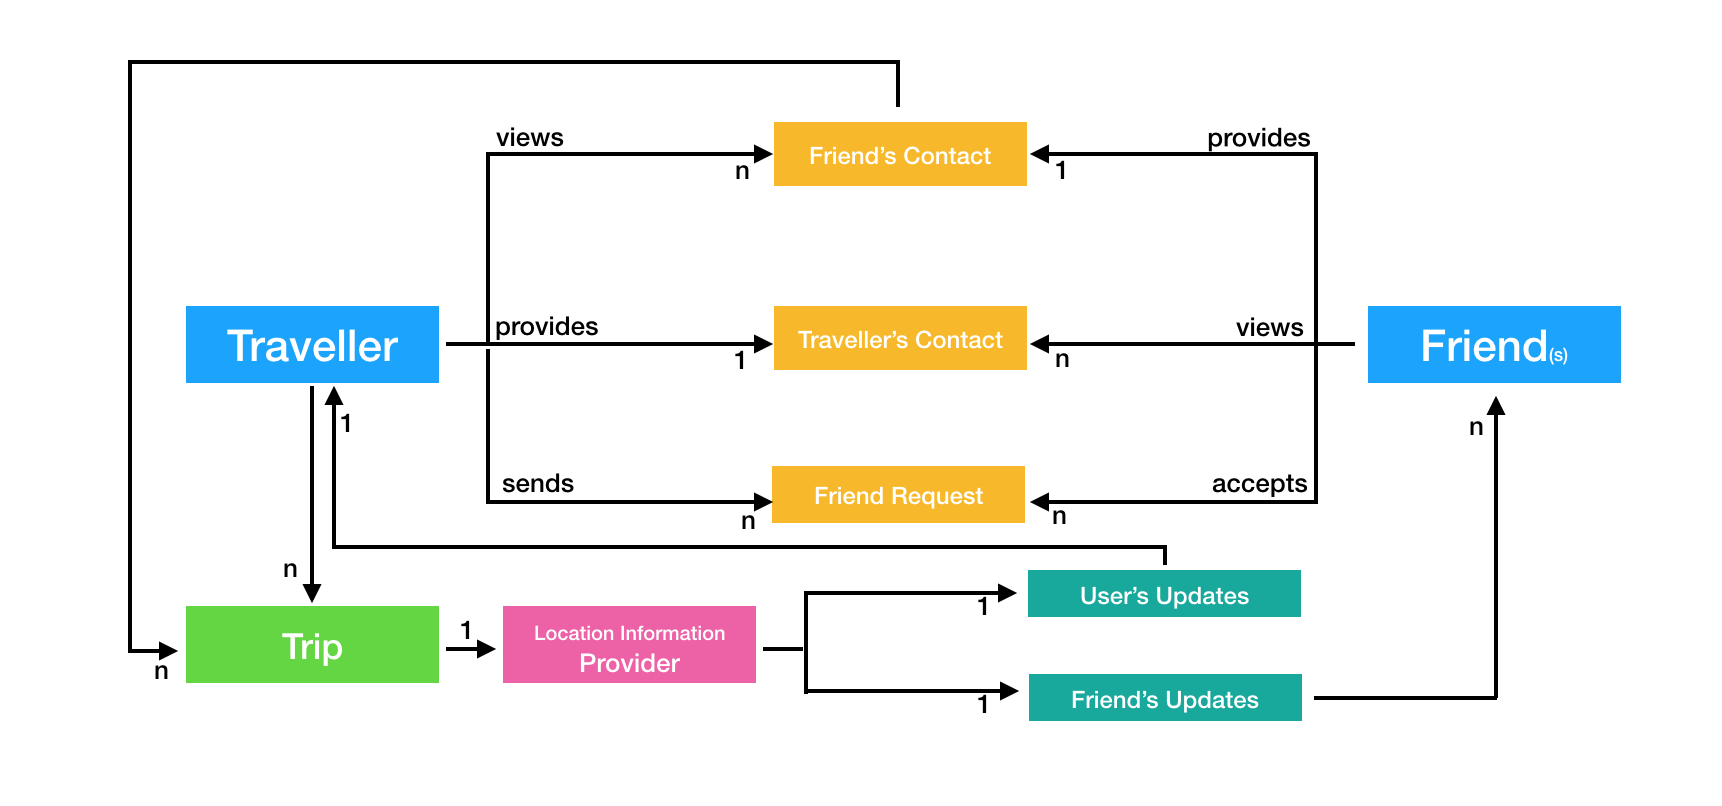 views
provides
Friend's Contact
n
1
Traveller
provides
Traveller's Contact
views
Friend(s)
1
n
1
n
sends
Friend Request
accepts
n
n
n
User's Updates
1
Trip
1
Location Information
Provider
n
Friend's Updates
1